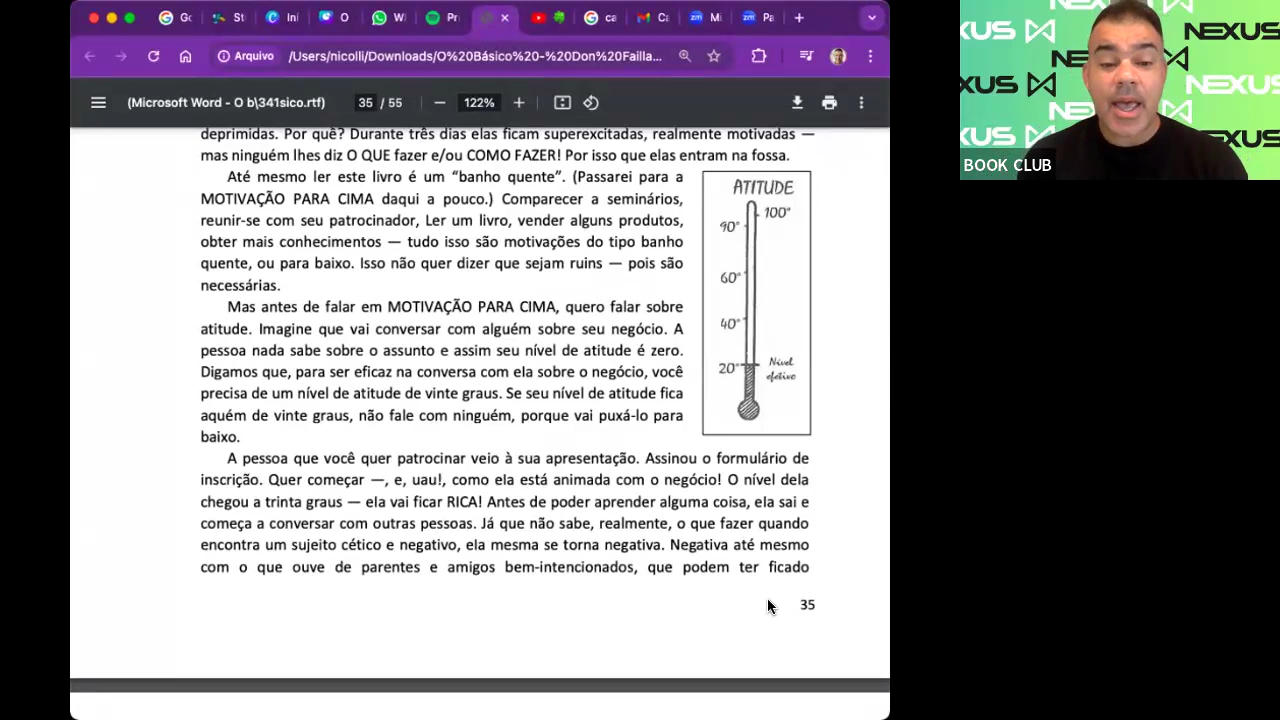 Gc
St
Iní
O
W
Pri
ca
Ca
Mi
Pa
Arquivo
/Users/nicolli/Downloads/O%20Básico%20-%20Don%20Failla...
(Microsoft Word - O b\341sico.rtf)
35 / 55
122%
deprimidas. Por quê? Durante três dias elas ficam superexcitadas, realmente motivadas —
mas ninguém lhes diz O QUE fazer e/ou COMO FAZER! Por isso que elas entram na fossa.
Até mesmo ler este livro é um “banho quente”. (Passarei para a
MOTIVAÇÃO PARA CIMA daqui a pouco.) Comparecer a seminários,
reunir-se com seu patrocinador, Ler um livro, vender alguns produtos,
obter mais conhecimentos — tudo isso são motivações do tipo banho
quente, ou para baixo. Isso não quer dizer que sejam ruins — pois são
necessárias.
Mas antes de falar em MOTIVAÇÃO PARA CIMA, quero falar sobre
atitude. Imagine que vai conversar com alguém sobre seu negócio. A
pessoa nada sabe sobre o assunto e assim seu nível de atitude é zero.
Digamos que, para ser eficaz na conversa com ela sobre o negócio, você
precisa de um nível de atitude de vinte graus. Se seu nível de atitude fica
aquém de vinte graus, não fale com ninguém, porque vai puxá-lo para
baixo.
ATITUDE
100°
90°
60°
40°
20°
Nível
efetivo
A pessoa que você quer patrocinar veio à sua apresentação. Assinou o formulário de
inscrição. Quer começar —, e, uau!, como ela está animada com o negócio! O nível dela
chegou a trinta graus — ela vai ficar RICA! Antes de poder aprender alguma coisa, ela sai e
começa a conversar com outras pessoas. Já que não sabe, realmente, o que fazer quando
encontra um sujeito cético e negativo, ela mesma se torna negativa. Negativa até mesmo
com o que ouve de parentes e amigos bem-intencionados, que podem ter ficado
35
NEXUS
NEXUS
NEXUS
BOOK CLUB